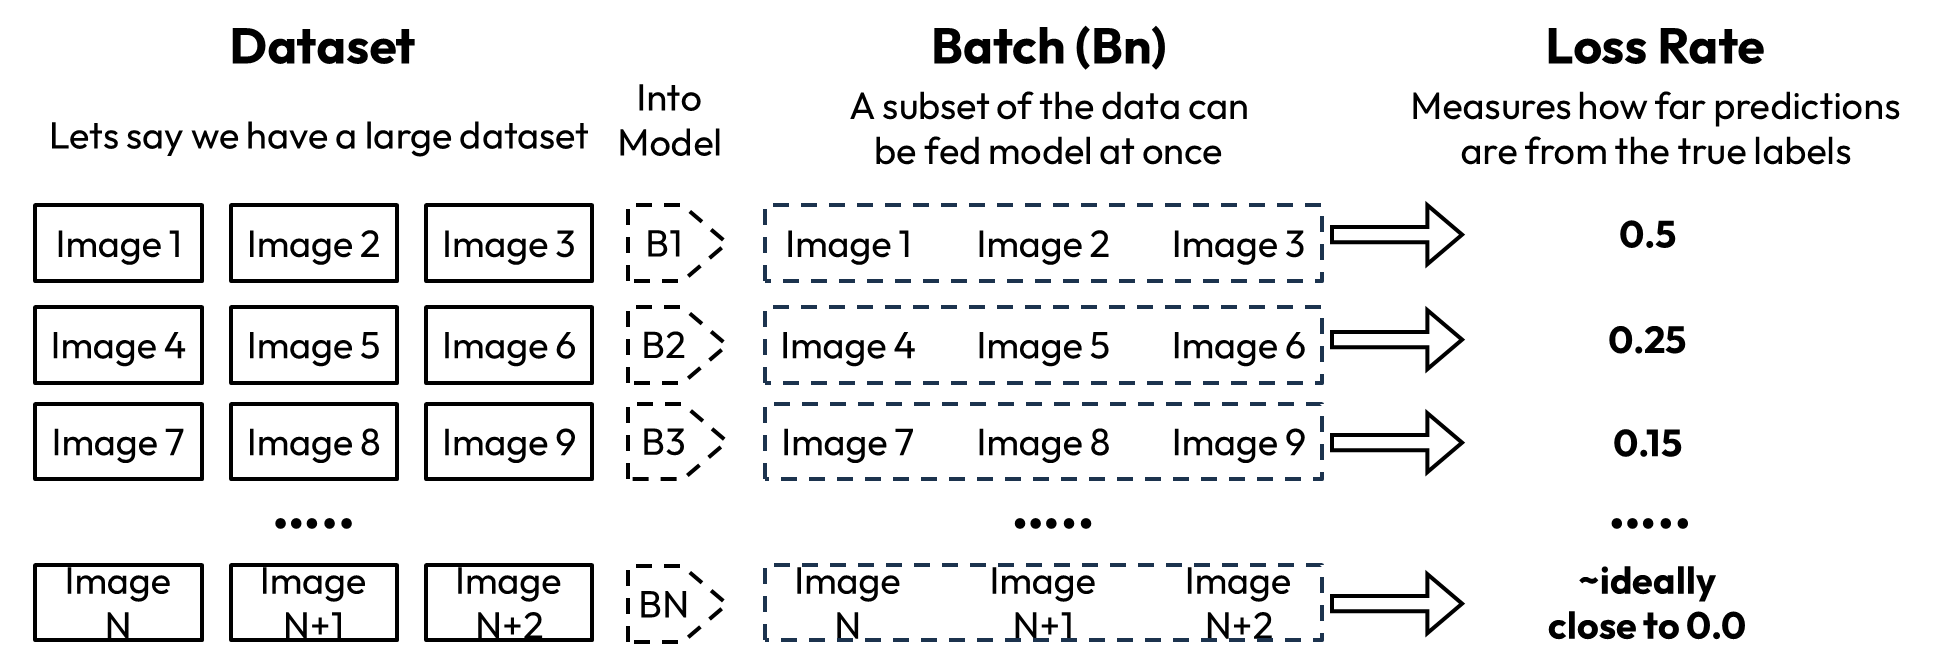 Dataset
Batch (Bn)
Loss Rate
Lets say we have a large dataset
Into
Model
A subset of the data can
be fed model at once
Measures how far predictions
are from the true labels
Image 1 Image 2 Image 3 B1 Image 1 Image 2 Image 3 0.5
Image 4 Image 5 Image 6 B2 Image 4 Image 5 Image 6 0.25
Image 7 Image 8 Image 9 B3 Image 7 Image 8 Image 9 0.15
••••• ••••• •••••
Image
N
Image
N+1
Image
N+2
BN
Image
N
Image
N+1
Image
N+2
~ideally
close to 0.0